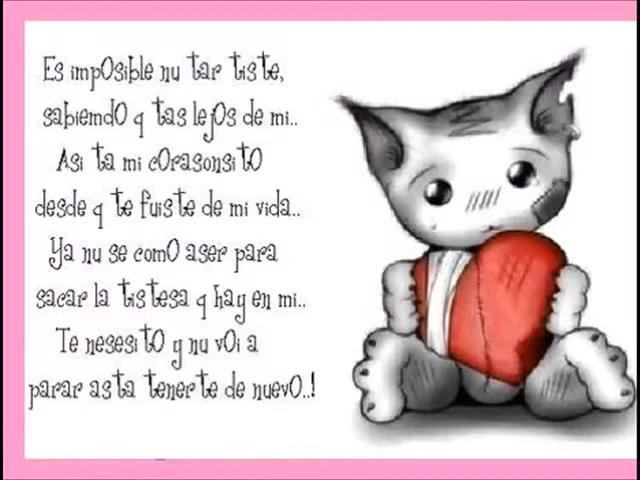 Es impOsible nu tar tiste,
sabiemdO q tas lejOs de mi..
Asi ta mi cOrasonsitO
desde q te fuiste de mi vida..
Ya nu se comO aser para
sacar la tistesa q hay en mi..
Te nesesitO y nu vOi a
parar asta tenerte de nuevO..!